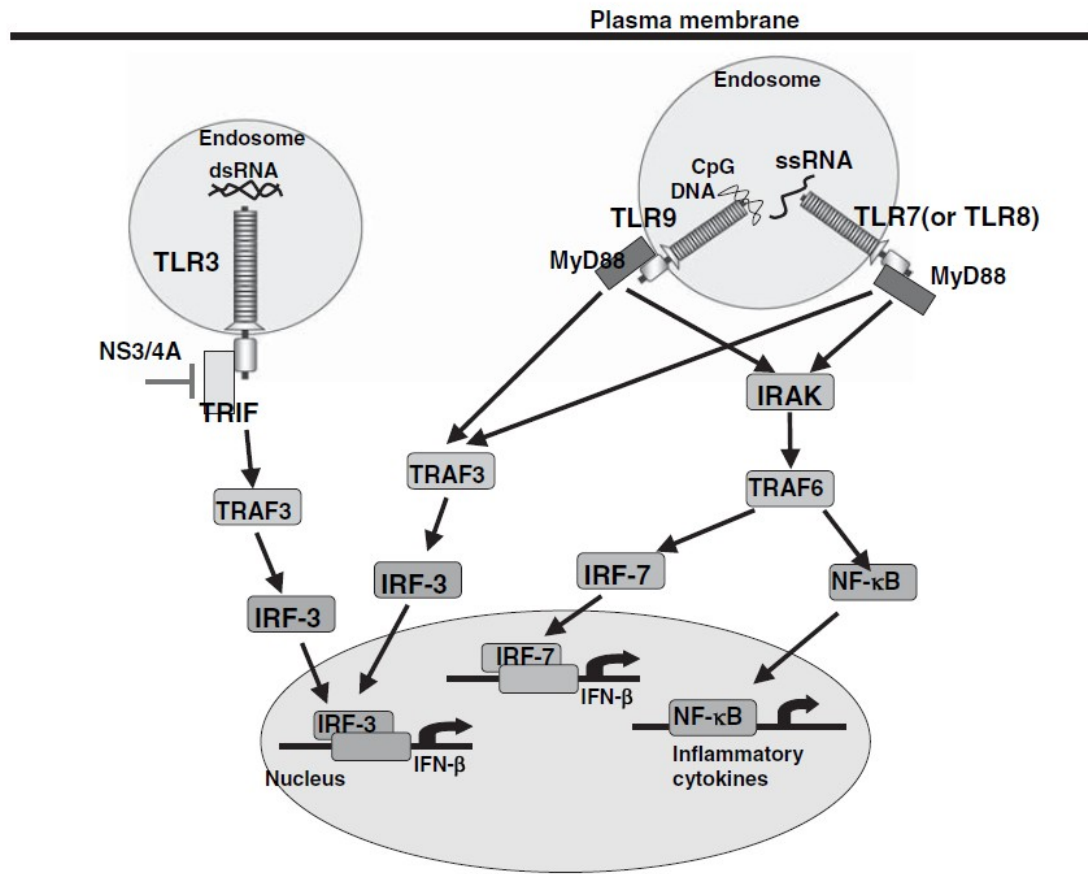 Plasma membrane
Endosome
dsRNA
TLR3
NS3/4A
TRIF
TRAF3
IRF-3
Endosome
CpG
DNA
ssRNA
TLR9
TLR7(or TLR8)
MyD88
MyD88
IRAK
TRAF3
TRAF6
IRF-3
IRF-7
NF-κB
IRF-3
IFN-β
Nucleus
IRF-7
IFN-β
NF-κB
Inflammatory
cytokines